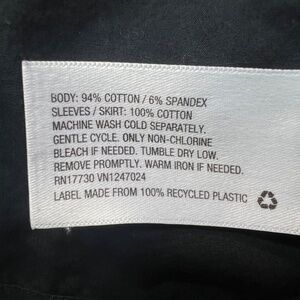 BODY: 94% COTTON / 6% SPANDEX
SLEEVES / SKIRT: 100% COTTON
MACHINE WASH COLD SEPARATELY.
GENTLE CYCLE. ONLY NON-CHLORINE
BLEACH IF NEEDED. TUMBLE DRY LOW.
REMOVE PROMPTLY. WARM IRON IF NEEDED.
RN17730 VN1247024
LABEL MADE FROM 100% RECYCLED PLASTIC